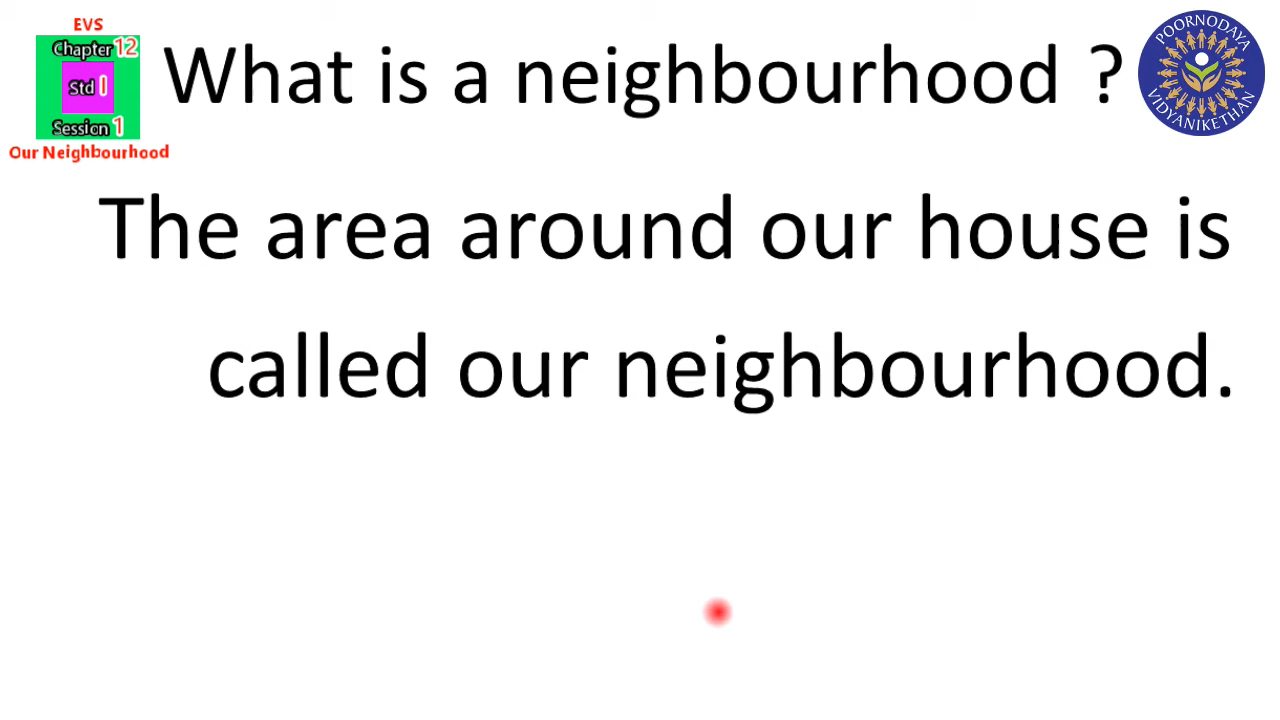 EVS
Chapter 12
Std I
Session 1
Our Neighbourhood
What is a neighbourhood ?
POORNODAYA
VIDYANIKETHAN
The area around our house is
called our neighbourhood.